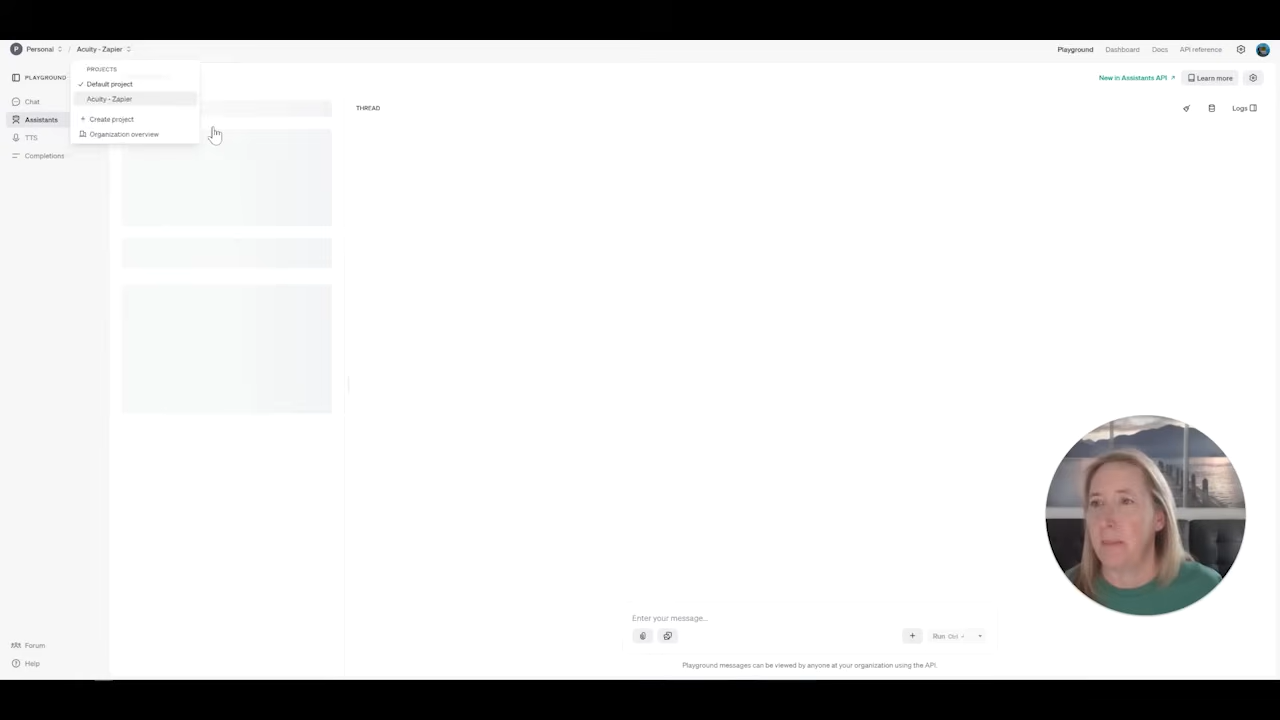 P Personal / Acuity - Zapier
Playground Dashboard Docs API reference
PROJECTS
PLAYGROUND
New in Assistants API ↗ Learn more
✓ Default project
Chat
Acuity - Zapier
THREAD
Logs
Assistants
+ Create project
TTS
Organization overview
Completions
Enter your message...
+ Run Ctrl
Forum
Playground messages can be viewed by anyone at your organization using the API.
Help